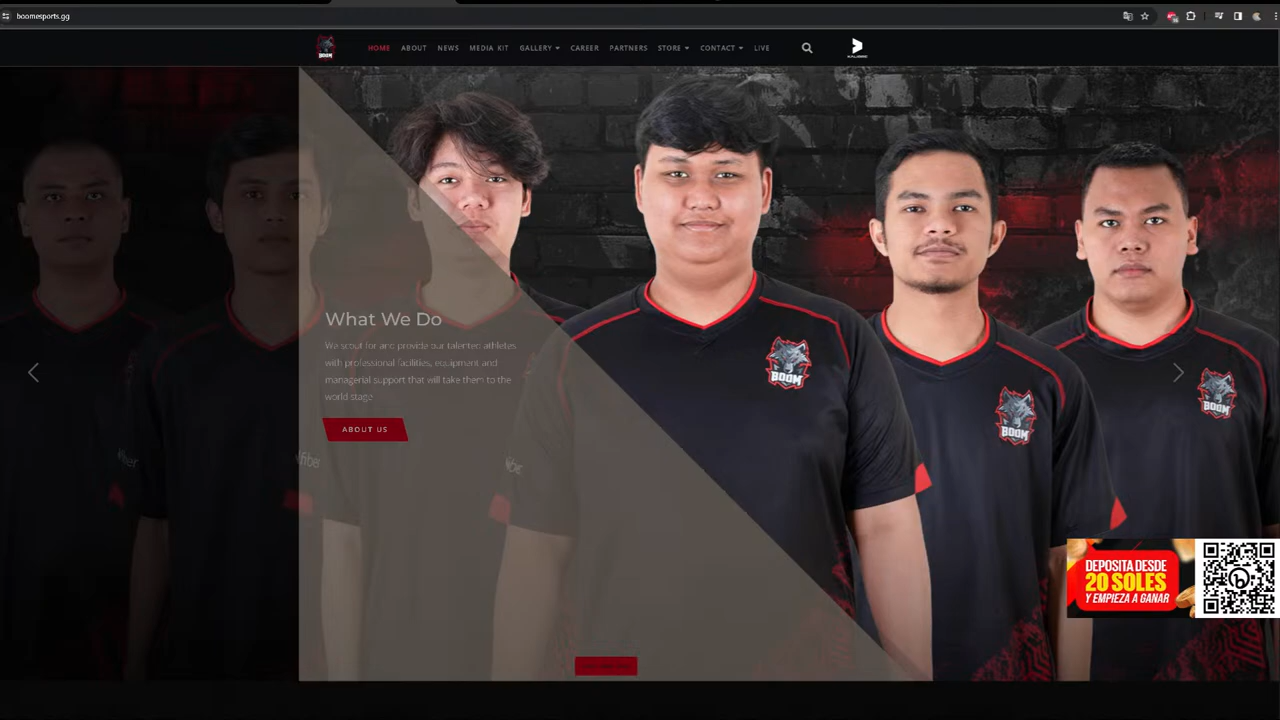 boomesports.gg
BOOM
HOME ABOUT NEWS MEDIA KIT GALLERY CAREER PARTNERS STORE CONTACT LIVE
What We Do
We scout for and provide our talented athletes
with professional facilities, equipment and
managerial support that will take them to the
world stage
ABOUT US
BOOM
BOOM
BOOM
DEPOSITA DESDE
20 SOLES
Y EMPIEZA A GANAR